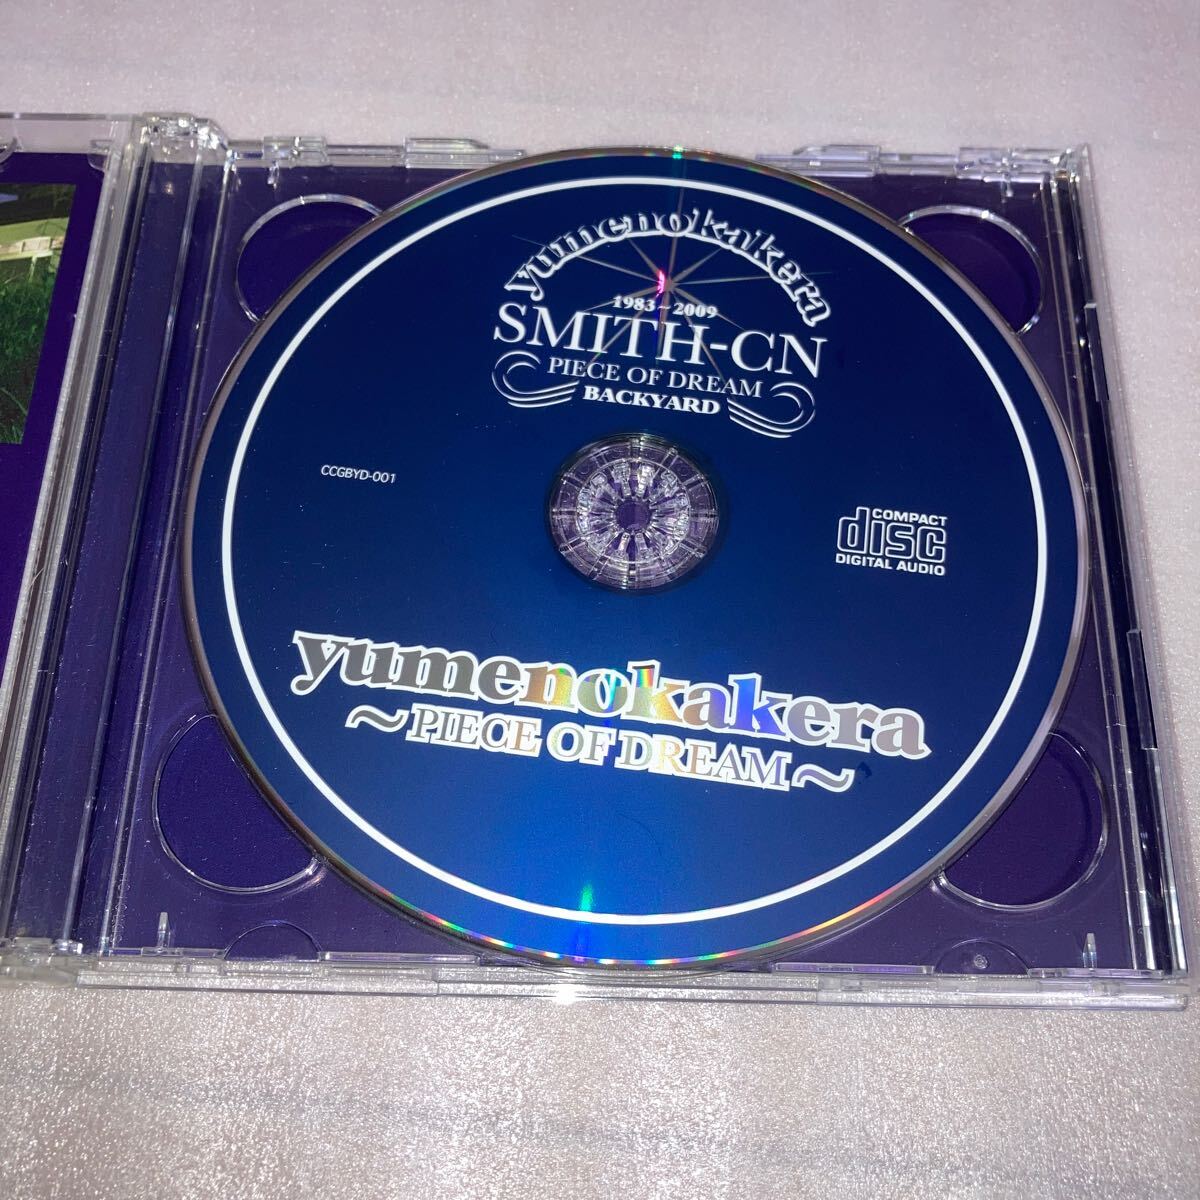 yumenokakera
1983~2009
SMITH-CN
PIECE OF DREAM
BACKYARD
CCGBYD-001
COMPACT
disc
DIGITAL AUDIO
yumenokakera
~PIECE OF DREAM~